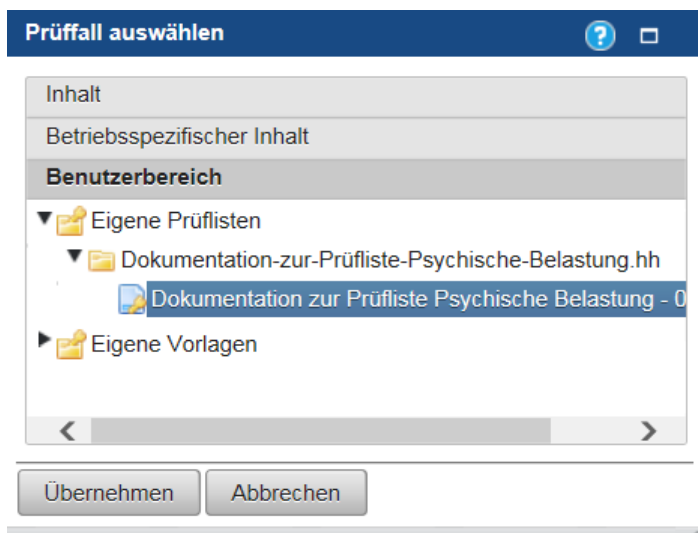 Prüffall auswählen
?
Inhalt
Betriebsspezifischer Inhalt
Benutzerbereich
Eigene Prüflisten
Dokumentation-zur-Prüfliste-Psychische-Belastung.hh
Dokumentation zur Prüfliste Psychische Belastung - 0
Eigene Vorlagen
Übernehmen Abbrechen